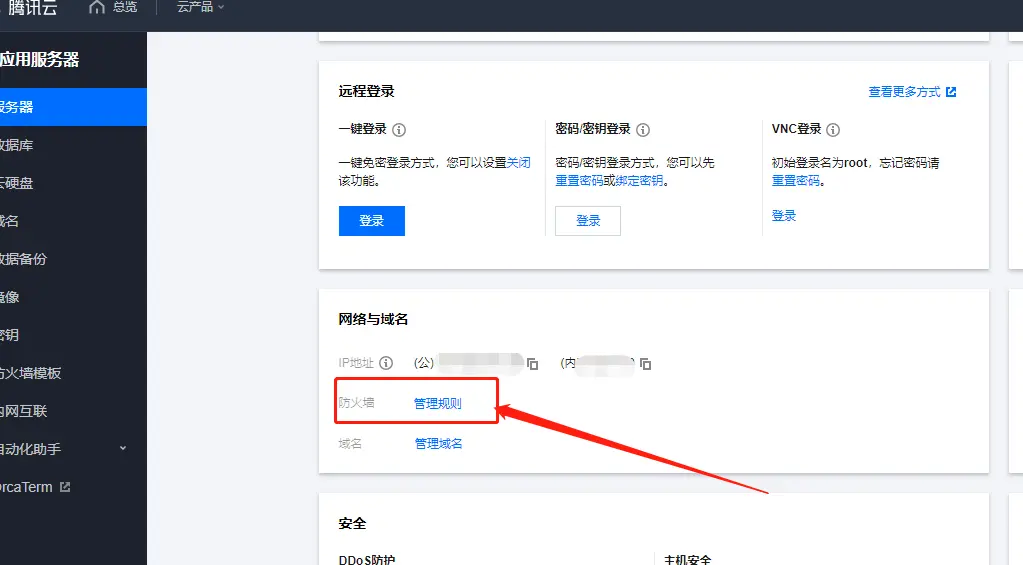 腾讯云 总览 云产品
应用服务器
服务器
数据库
云硬盘
域名
数据备份
镜像
密钥
防火墙模板
内网互联
自动化助手
OrcaTerm
远程登录 查看更多方式
一键登录 密码/密钥登录 VNC登录
一键免密登录方式，您可以设置关闭 密码/密钥登录方式，您可以先 初始登录名为root，忘记密码请
该功能。 重置密码或绑定密钥。 重置密码。
登录 登录 登录
网络与域名
IP地址 (公) (内
防火墙 管理规则
域名 管理域名
安全
DDoS防护 主机安全